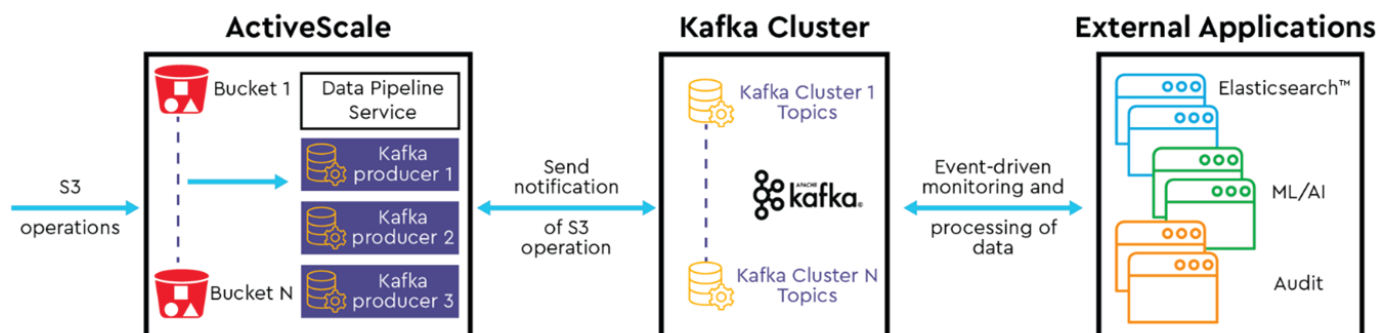 ActiveScale
Kafka Cluster
External Applications
S3
operations
Bucket 1
Bucket N
Data Pipeline
Service
Kafka
producer 1
Kafka
producer 2
Kafka
producer 3
Send
notification
of S3
operation
Kafka Cluster 1
Topics
APACHE
kafka®
Kafka Cluster N
Topics
Event-driven
monitoring and
processing of
data
Elasticsearch™
ML/AI
Audit